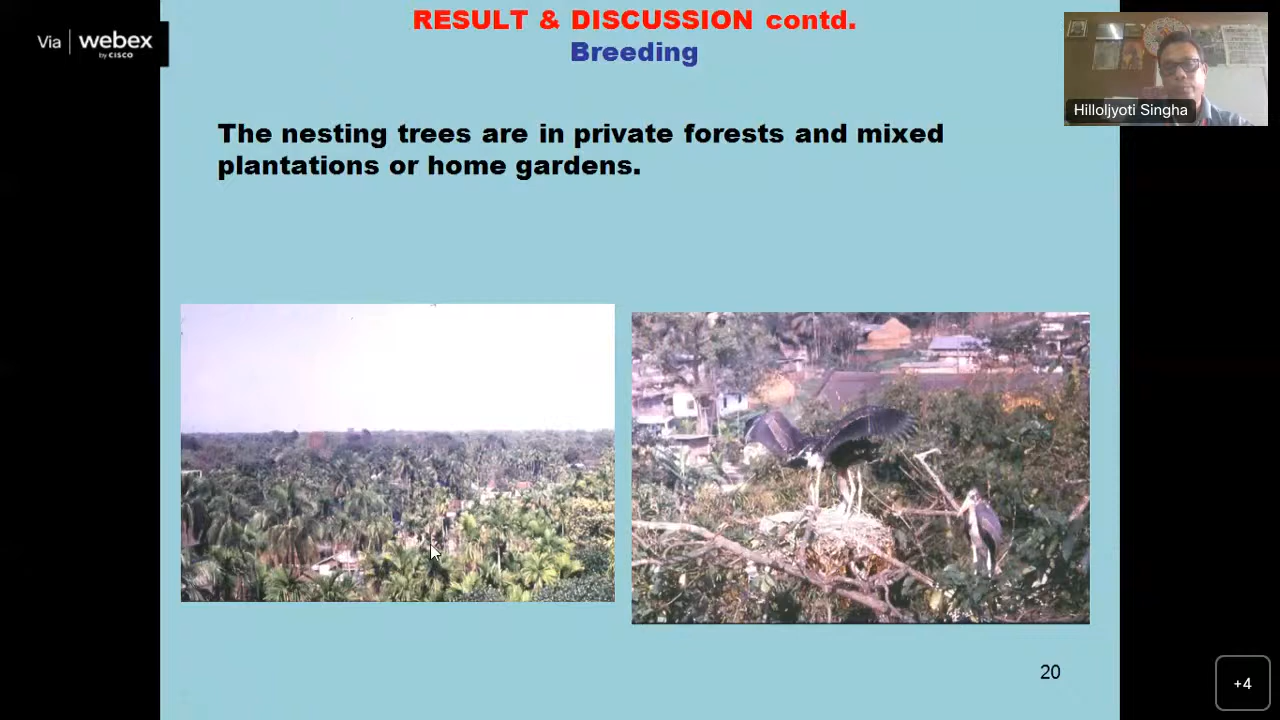 RESULT & DISCUSSION contd.
Breeding
Via webex
by CISCO
Hilloljyoti Singha
The nesting trees are in private forests and mixed
plantations or home gardens.
20
+4